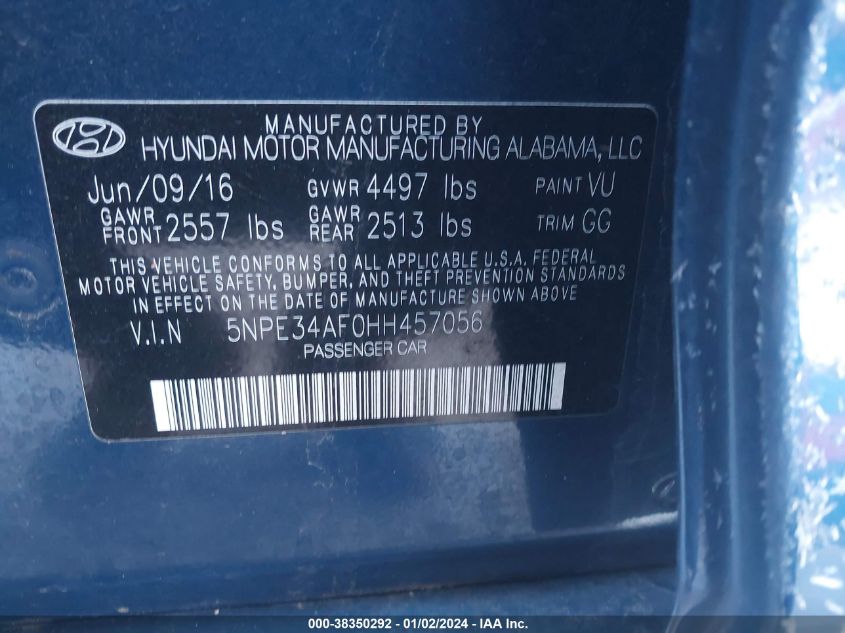 MANUFACTURED BY
HYUNDAI MOTOR MANUFACTURING ALABAMA, LLC
Jun/09/16 GVWR 4497 lbs PAINT VU
GAWR FRONT 2557 lbs GAWR REAR 2513 lbs TRIM GG
THIS VEHICLE CONFORMS TO ALL APPLICABLE U.S.A. FEDERAL
MOTOR VEHICLE SAFETY, BUMPER, AND THEFT PREVENTION STANDARDS
IN EFFECT ON THE DATE OF MANUFACTURE SHOWN ABOVE
V.I.N 5NPE34AF0HH457056
PASSENGER CAR
000-38350292 - 01/02/2024 - IAA Inc.